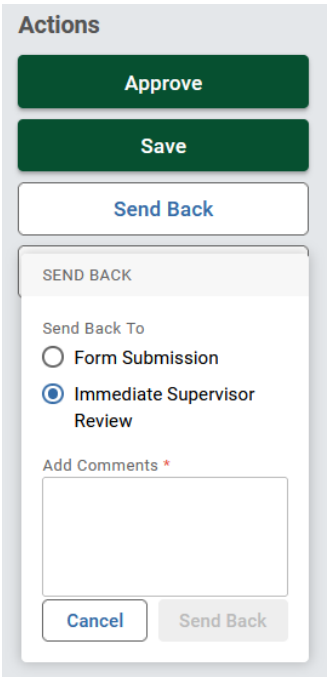 Actions
Approve
Save
Send Back
SEND BACK
Send Back To
Form Submission
Immediate Supervisor
Review
Add Comments *
Cancel
Send Back